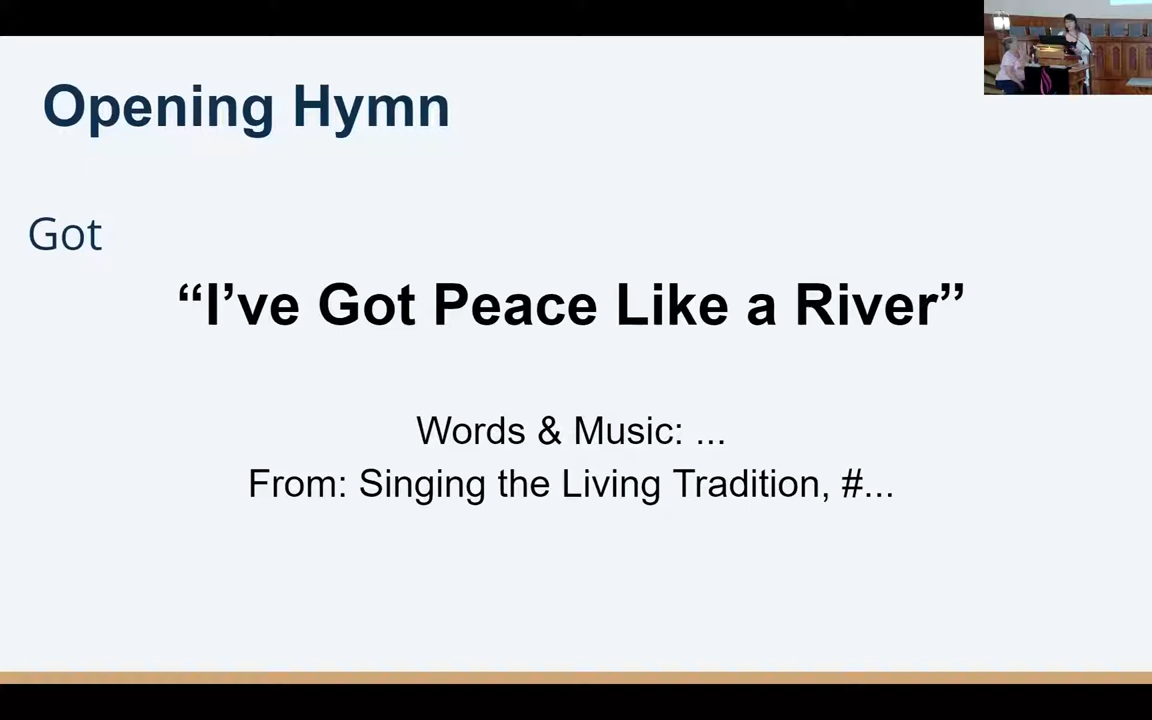 Opening Hymn
Got
“I’ve Got Peace Like a River”
Words & Music: ...
From: Singing the Living Tradition, #...